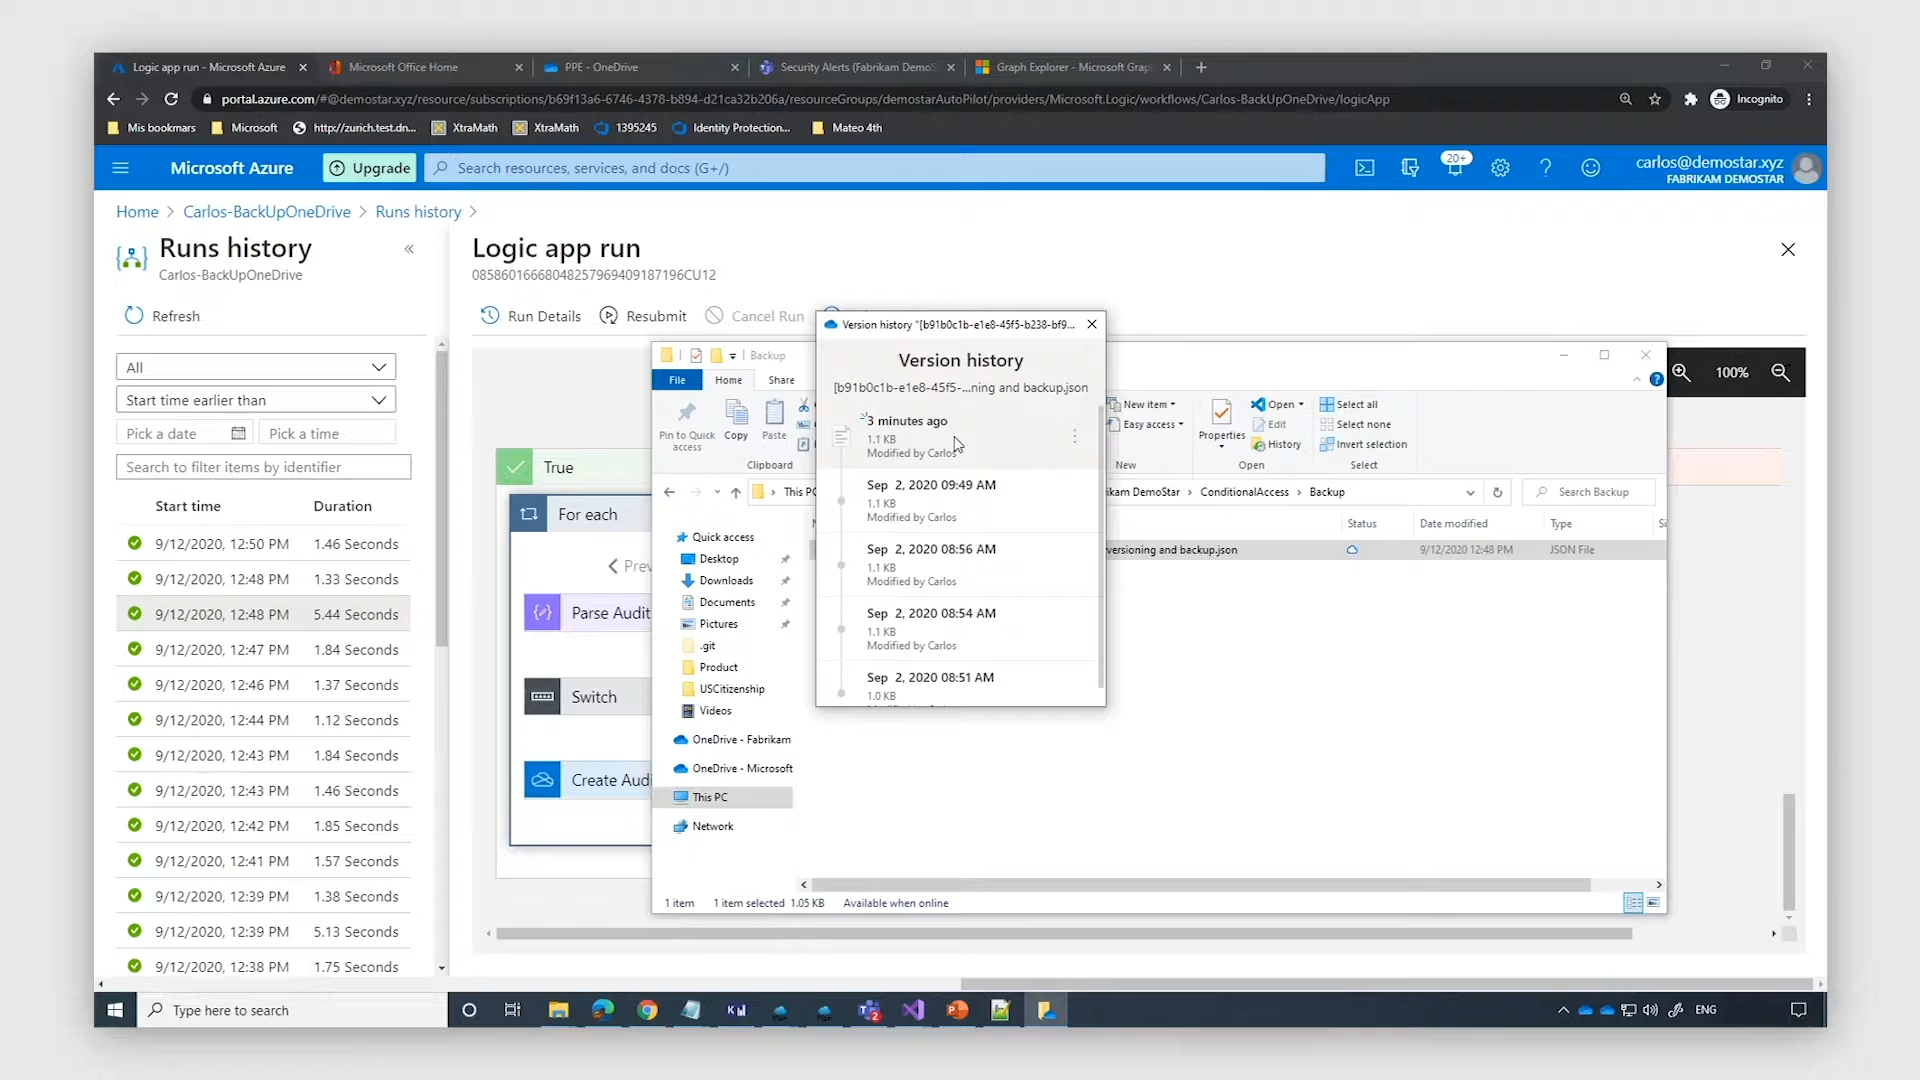 Logic app run - Microsoft Azure
Microsoft Office Home
PPE - OneDrive
Security Alerts (Fabrikam DemoS
Graph Explorer - Microsoft Grap
portal.azure.com/#@demostar.xyz/resource/subscriptions/b69f13a6-6746-4378-b894-d21ca32b206a/resourceGroups/demostarAutoPilot/providers/Microsoft.Logic/workflows/Carlos-BackUpOneDrive/logicApp
Incognito
Mis bookmars
Microsoft
http://zurich.test.dn...
XtraMath
XtraMath
1395245
Identity Protection...
Mateo 4th
Microsoft Azure
Upgrade
Search resources, services, and docs (G+/)
20+
carlos@demostar.xyz
FABRIKAM DEMOSTAR
Home > Carlos-BackUpOneDrive > Runs history >
Runs history
Carlos-BackUpOneDrive
Refresh
All
Start time earlier than
Pick a date
Pick a time
Search to filter items by identifier
Start time Duration
9/12/2020, 12:50 PM 1.46 Seconds
9/12/2020, 12:48 PM 1.33 Seconds
9/12/2020, 12:48 PM 5.44 Seconds
9/12/2020, 12:47 PM 1.84 Seconds
9/12/2020, 12:46 PM 1.37 Seconds
9/12/2020, 12:44 PM 1.12 Seconds
9/12/2020, 12:43 PM 1.84 Seconds
9/12/2020, 12:43 PM 1.46 Seconds
9/12/2020, 12:42 PM 1.85 Seconds
9/12/2020, 12:41 PM 1.57 Seconds
9/12/2020, 12:39 PM 1.38 Seconds
9/12/2020, 12:39 PM 5.13 Seconds
9/12/2020, 12:38 PM 1.75 Seconds
Logic app run
08586016668048257969409187196CU12
Run Details
Resubmit
Cancel Run
100%
True
For each
Prev
Parse Audit
Switch
Create Audi
Backup
File Home Share
Pin to Quick access
Copy
Paste
Clipboard
New item
Easy access
New
Properties
Open
Edit
History
Open
Select all
Select none
Invert selection
Select
This PC
ikam DemoStar > ConditionalAccess > Backup
Search Backup
Status Date modified Type Si
versioning and backup.json 9/12/2020 12:48 PM JSON File
Quick access
Desktop
Downloads
Documents
Pictures
.git
Product
USCitizenship
Videos
OneDrive - Fabrikam
OneDrive - Microsoft
This PC
Network
1 item 1 item selected 1.05 KB Available when online
Version history "[b91b0c1b-e1e8-45f5-b238-bf9...
Version history
[b91b0c1b-e1e8-45f5-...ning and backup.json
3 minutes ago
1.1 KB
Modified by Carlos
Sep 2, 2020 09:49 AM
1.1 KB
Modified by Carlos
Sep 2, 2020 08:56 AM
1.1 KB
Modified by Carlos
Sep 2, 2020 08:54 AM
1.1 KB
Modified by Carlos
Sep 2, 2020 08:51 AM
1.0 KB
Type here to search
ENG